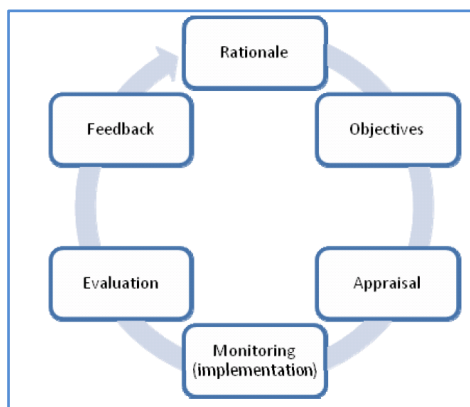 Rationale
Objectives
Appraisal
Monitoring
(implementation)
Evaluation
Feedback